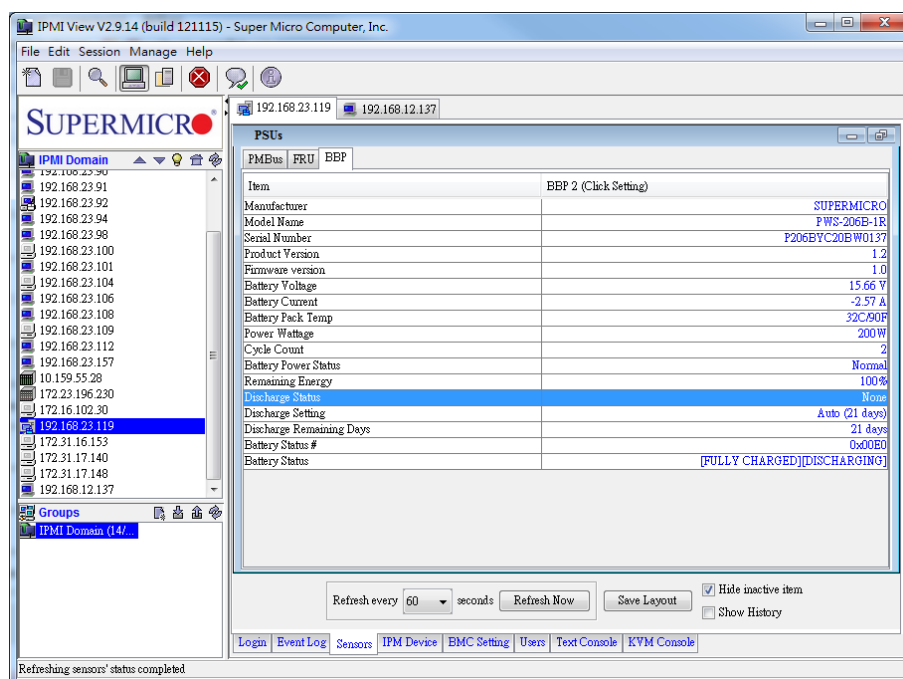 IPMI View V2.9.14 (build 121115) - Super Micro Computer, Inc.
File Edit Session Manage Help
SUPERMICRO
192.168.23.119 192.168.12.137
IPMI Domain
192.168.23.90
192.168.23.91
192.168.23.92
192.168.23.94
192.168.23.98
192.168.23.100
192.168.23.101
192.168.23.104
192.168.23.106
192.168.23.108
192.168.23.109
192.168.23.112
192.168.23.157
10.159.55.28
172.23.196.230
172.16.102.30
192.168.23.119
172.31.16.153
172.31.17.140
172.31.17.148
192.168.12.137
Groups
IPMI Domain (14/...
PSUs
PMBus FRU BBP
Item BBP 2 (Click Setting)
Manufacturer SUPERMICRO
Model Name PWS-206B-1R
Serial Number P206BYC20BW0137
Product Version 1.2
Firmware version 1.0
Battery Voltage 15.66 V
Battery Current -2.57 A
Battery Pack Temp 32C/90F
Power Wattage 200 W
Cycle Count 2
Battery Power Status Normal
Remaining Energy 100%
Discharge Status None
Discharge Setting Auto (21 days)
Discharge Remaining Days 21 days
Battery Status # 0x00E0
Battery Status [FULLY CHARGED][DISCHARGING]
Refresh every 60 seconds Refresh Now Save Layout
Hide inactive item
Show History
Login Event Log Sensors IPM Device BMC Setting Users Text Console KVM Console
Refreshing sensors' status completed